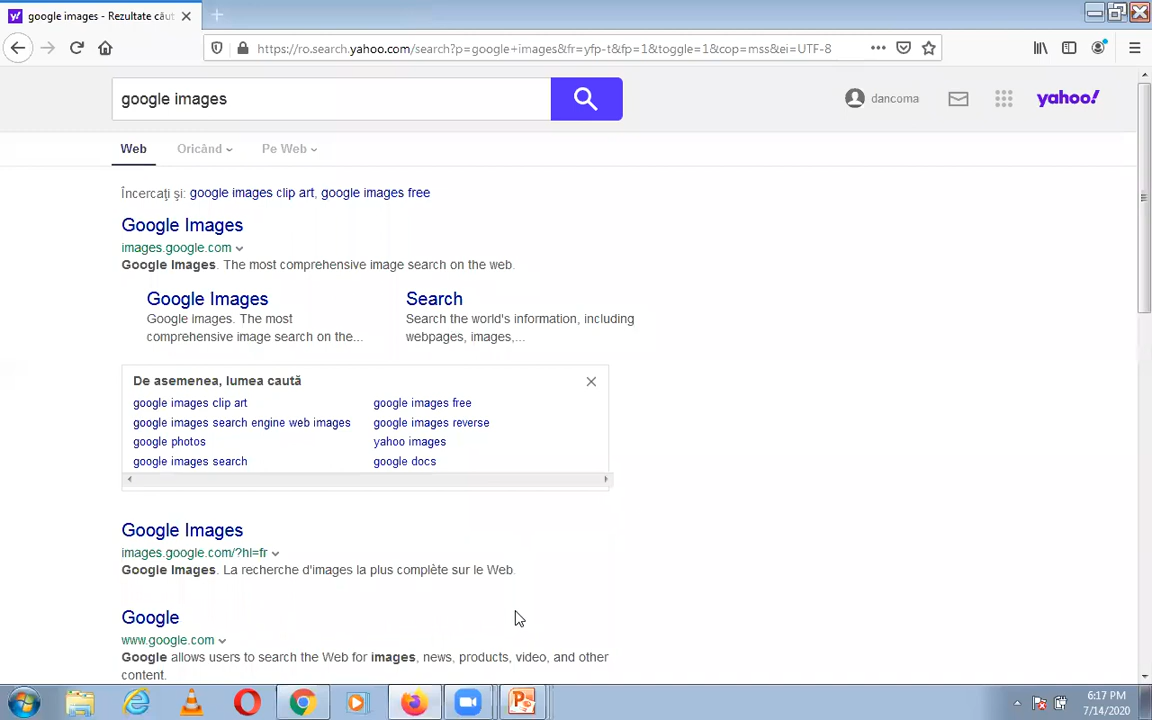 google images - Rezultate căut
https://ro.search.yahoo.com/search?p=google+images&fr=yfp-t&fp=1&toggle=1&cop=mss&ei=UTF-8
google images
dancoma
yahoo!
Web
Oricând
Pe Web
Încercaţi și: google images clip art, google images free
Google Images
images.google.com
Google Images. The most comprehensive image search on the web.
Google Images
Search
Google Images. The most
comprehensive image search on the...
Search the world's information, including
webpages, images,...
De asemenea, lumea caută
google images clip art
google images free
google images search engine web images
google images reverse
google photos
yahoo images
google images search
google docs
Google Images
images.google.com/?hl=fr
Google Images. La recherche d'images la plus complète sur le Web.
Google
www.google.com
Google allows users to search the Web for images, news, products, video, and other
content.
6:17 PM
7/14/2020